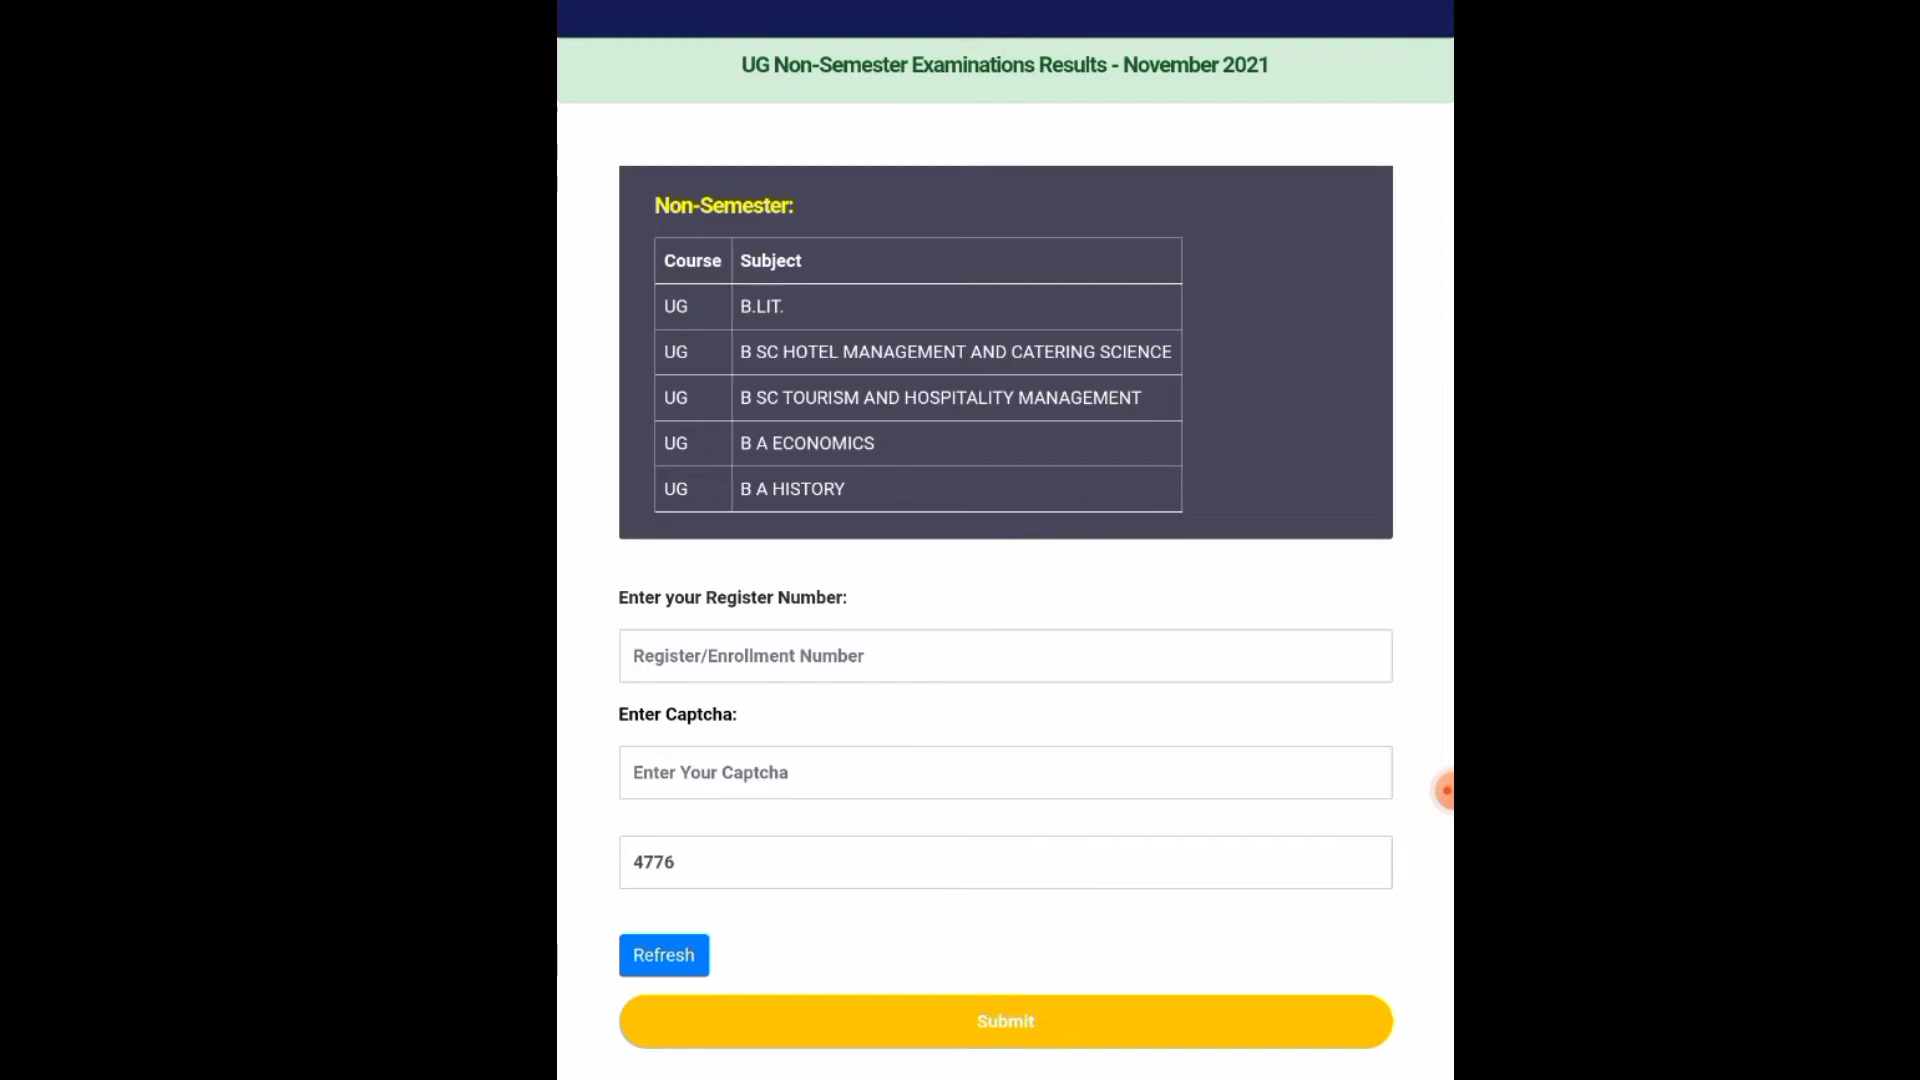 UG Non-Semester Examinations Results - November 2021
Non-Semester:
Course Subject
UG B.LIT.
UG B SC HOTEL MANAGEMENT AND CATERING SCIENCE
UG B SC TOURISM AND HOSPITALITY MANAGEMENT
UG B A ECONOMICS
UG B A HISTORY
Enter your Register Number:
Register/Enrollment Number
Enter Captcha:
Enter Your Captcha
4776
Refresh
Submit